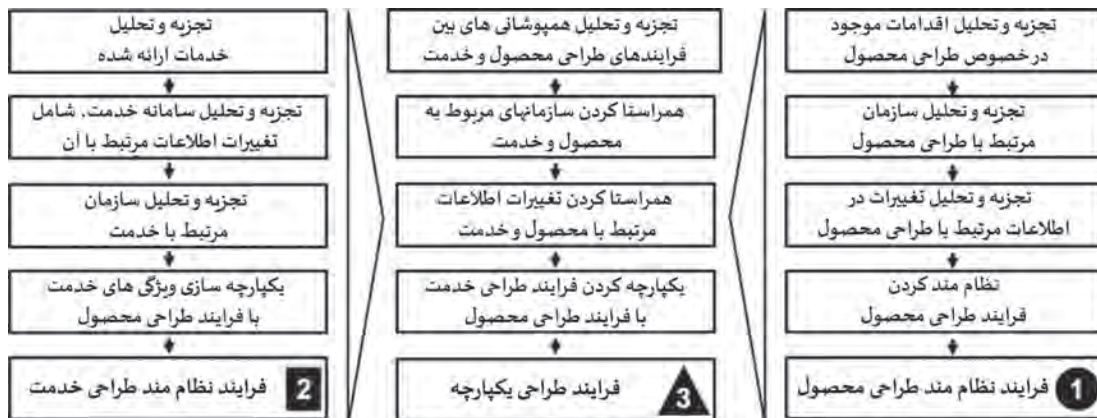 تجزیه و تحلیل اقدامات موجود
در خصوص طراحی محصول
تجزیه و تحلیل سازمان
مرتبط با طراحی محصول
تجزیه و تحلیل تغییرات در
اطلاعات مرتبط با طراحی محصول
نظام مند کردن
فرایند طراحی محصول
1 فرایند نظام مند طراحی محصول
تجزیه و تحلیل همپوشانی های بین
فرایندهای طراحی محصول و خدمت
همراستا کردن سازمانهای مربوط به
محصول و خدمت
همراستا کردن تغییرات اطلاعات
مرتبط با محصول و خدمت
یکپارچه کردن فرایند طراحی خدمت
با فرایند طراحی محصول
3 فرایند طراحی یکپارچه
تجزیه و تحلیل
خدمات ارائه شده
تجزیه و تحلیل سامانه خدمت، شامل
تغییرات اطلاعات مرتبط با آن
تجزیه و تحلیل سازمان
مرتبط با خدمت
یکپارچه سازی ویژگی های خدمت
با فرایند طراحی محصول
2 فرایند نظام مند طراحی خدمت